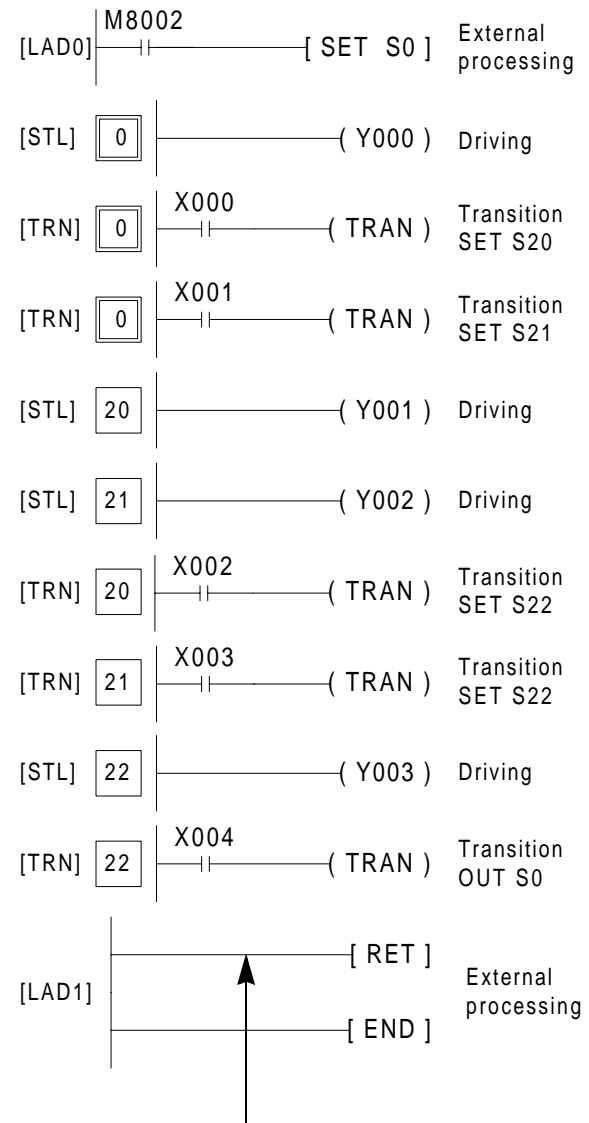 M8002
[LAD0] [ SET S0 ] External processing
[STL] 0 ( Y000 ) Driving
X000
[TRN] 0 ( TRAN ) Transition SET S20
X001
[TRN] 0 ( TRAN ) Transition SET S21
[STL] 20 ( Y001 ) Driving
[STL] 21 ( Y002 ) Driving
X002
[TRN] 20 ( TRAN ) Transition SET S22
X003
[TRN] 21 ( TRAN ) Transition SET S22
[STL] 22 ( Y003 ) Driving
X004
[TRN] 22 ( TRAN ) Transition OUT S0
[ RET ]
[LAD1] External processing
[ END ]